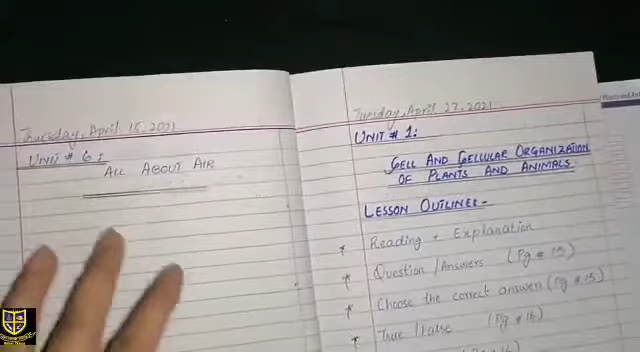 Thursday, April 15, 2021
UNIT # 6:
ALL ABOUT AIR
Tuesday, April 27, 2021
UNIT # 1:
CELL AND CELLULAR ORGANIZATION
OF PLANTS AND ANIMALS
LESSON OUTLINE:-
* Reading + Explanation
* Question/Answers (Pg # 15)
* Choose the correct answer (Pg # 15)
* True/False (Pg # 16)